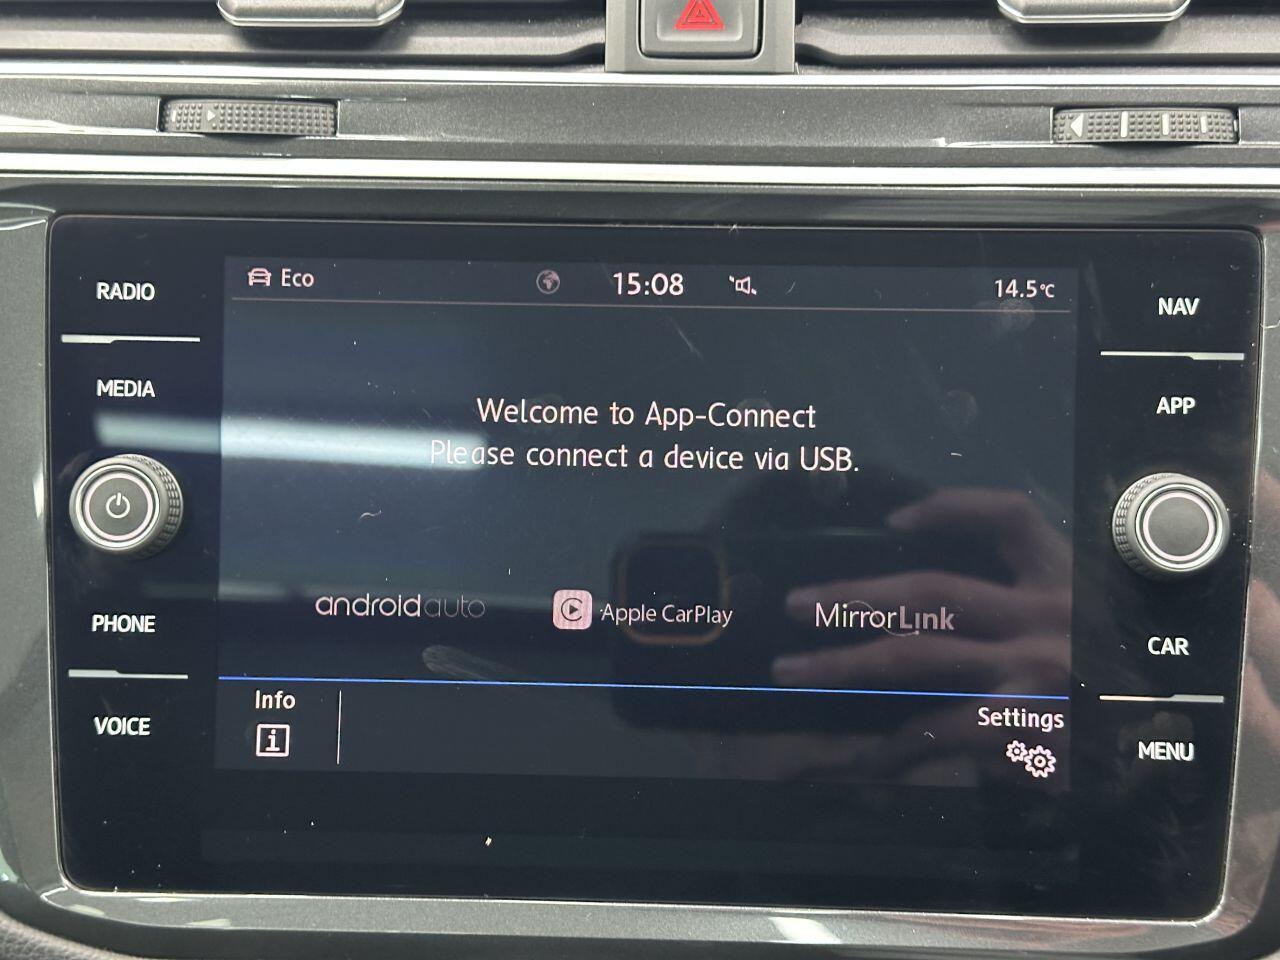 Eco
15:08
14.5°C
RADIO
MEDIA
PHONE
VOICE
Welcome to App-Connect
Please connect a device via USB.
androidauto
Apple CarPlay
MirrorLink
Info
Settings
NAV
APP
CAR
MENU